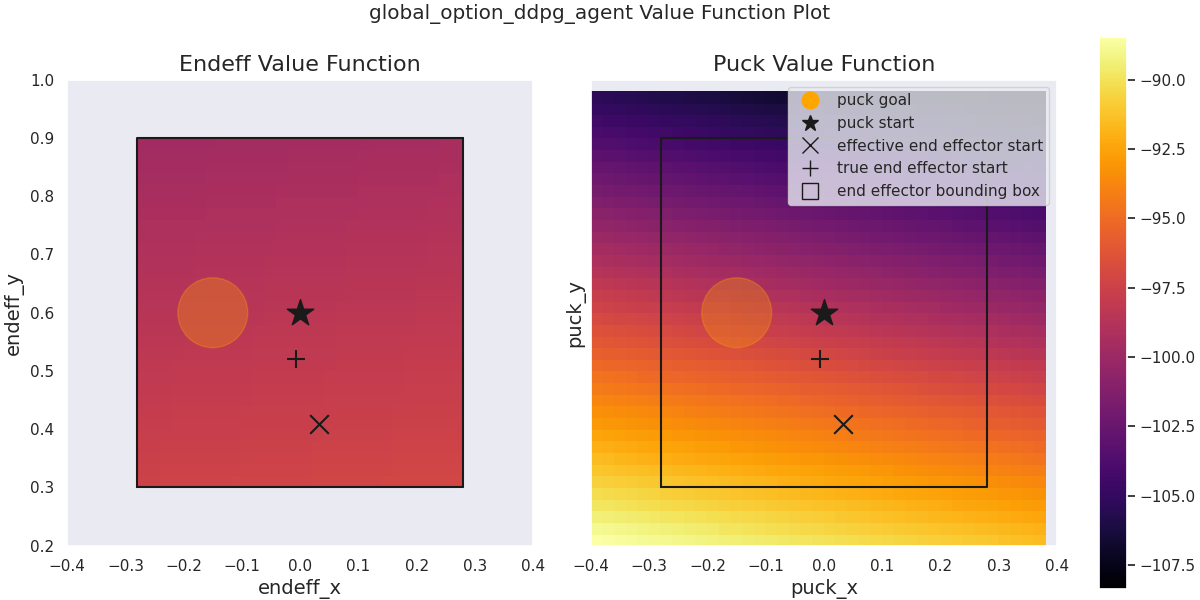 global_option_ddpg_agent Value Function Plot
Endeff Value Function
Puck Value Function
1.0
0.9
0.8
0.7
0.6
0.5
0.4
0.3
0.2
endeff_y
−0.4 −0.3 −0.2 −0.1 0.0 0.1 0.2 0.3 0.4
endeff_x
puck goal
puck start
effective end effector start
true end effector start
end effector bounding box
puck_y
−0.4 −0.3 −0.2 −0.1 0.0 0.1 0.2 0.3 0.4
puck_x
−90.0
−92.5
−95.0
−97.5
−100.0
−102.5
−105.0
−107.5